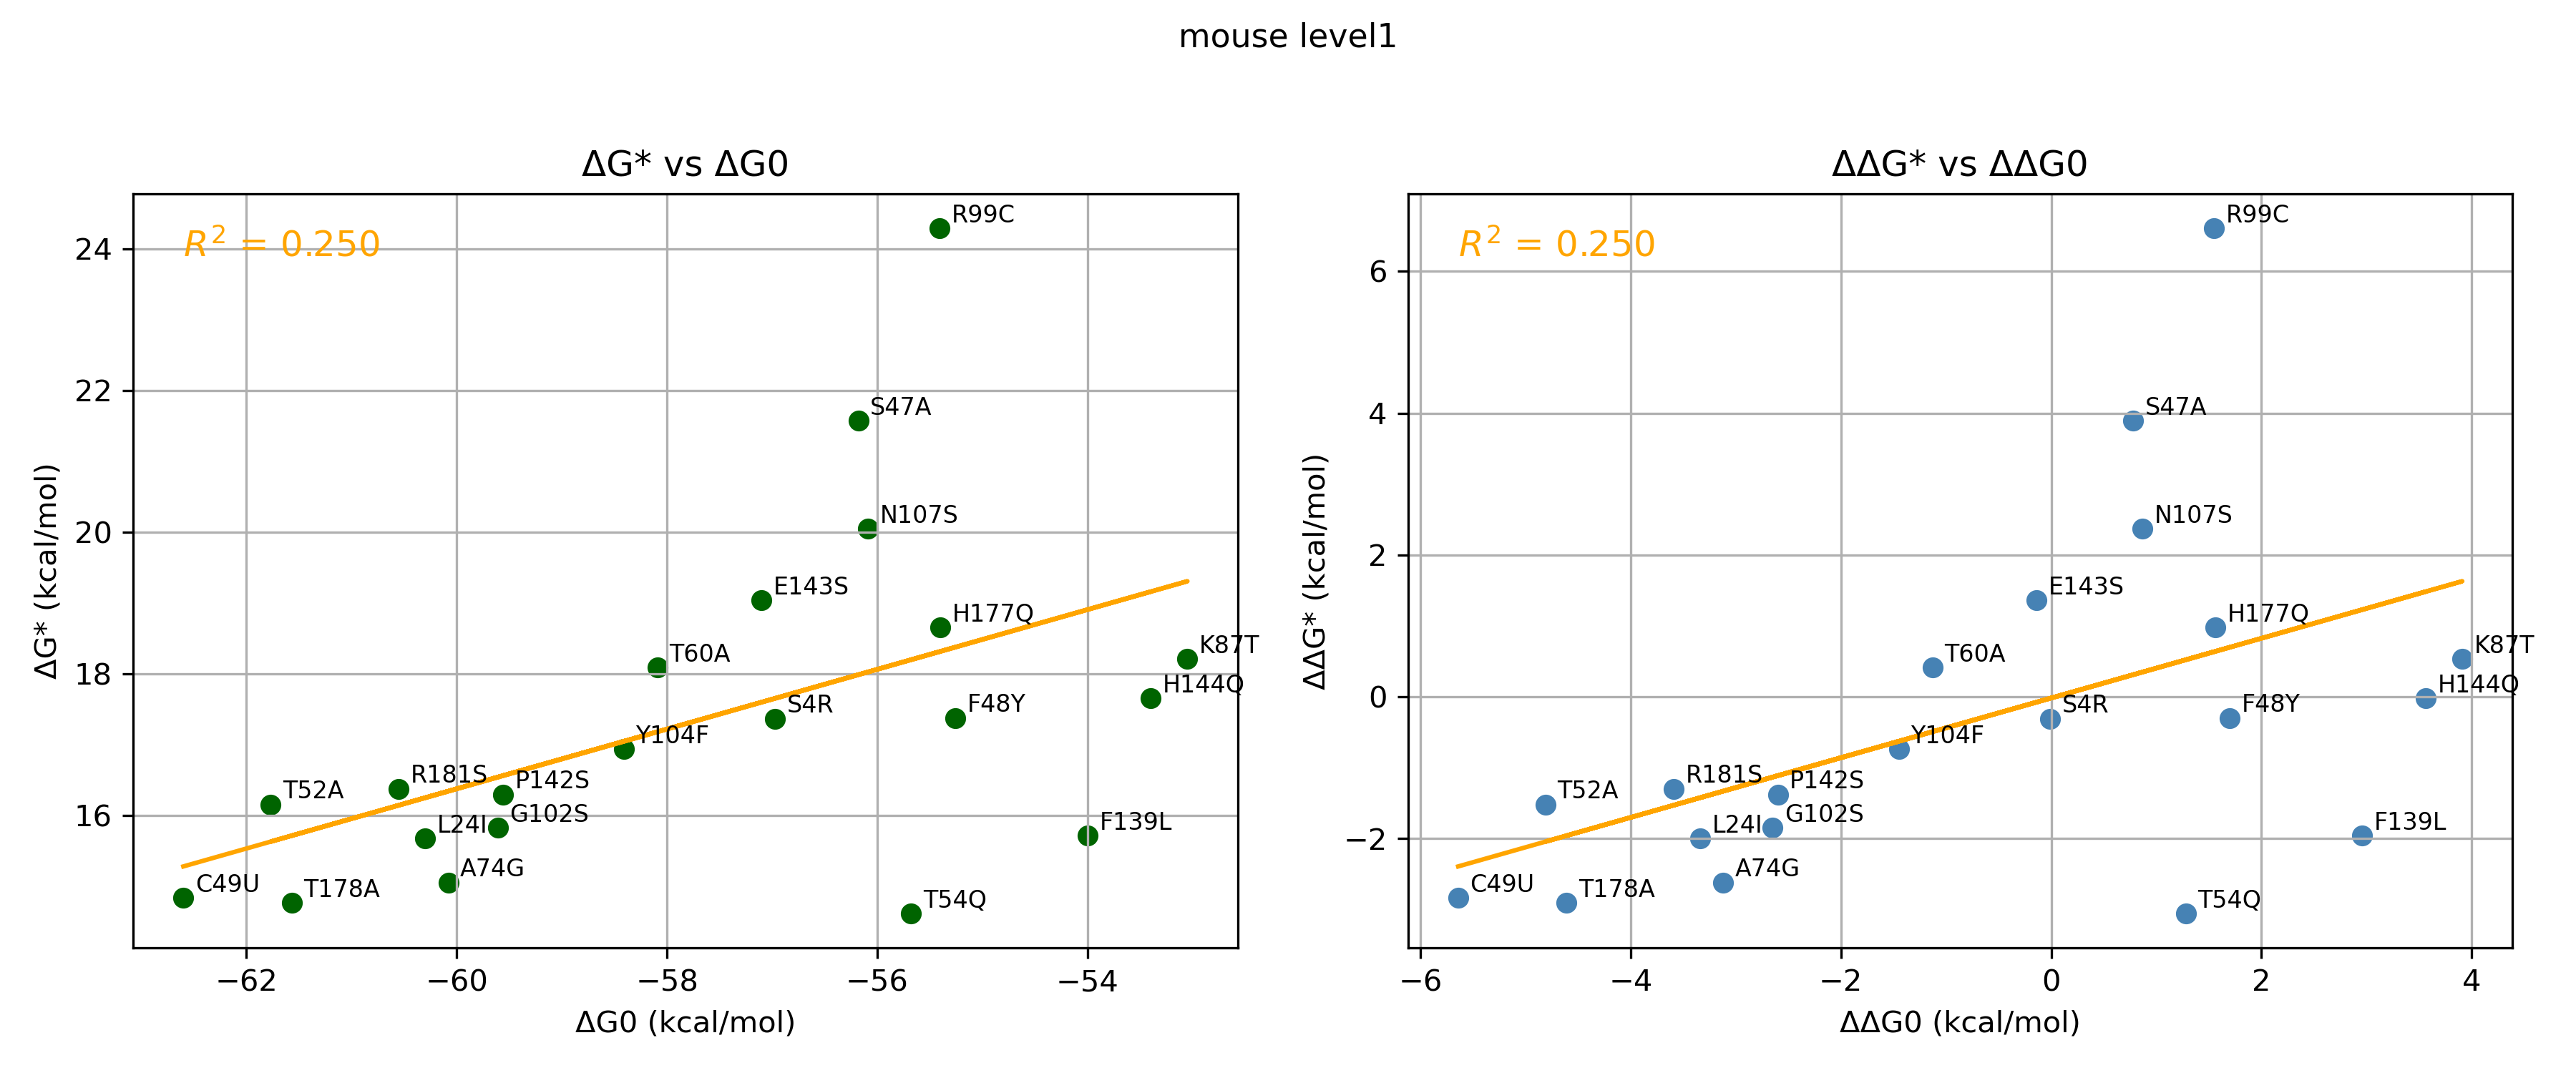 mouse level1
ΔG* vs ΔG0
R² = 0.250
ΔG* (kcal/mol)
24
22
20
18
16
R99C
S47A
N107S
E143S
H177Q
T60A
K87T
H144Q
S4R
F48Y
Y104F
R181S
P142S
T52A
G102S
L24I
F139L
A74G
C49U
T178A
T54Q
−62
−60
−58
−56
−54
ΔG0 (kcal/mol)
ΔΔG* vs ΔΔG0
R² = 0.250
ΔΔG* (kcal/mol)
6
4
2
0
−2
R99C
S47A
N107S
E143S
H177Q
T60A
K87T
H144Q
S4R
F48Y
Y104F
R181S
P142S
T52A
G102S
L24I
F139L
A74G
C49U
T178A
T54Q
−6
−4
−2
0
2
4
ΔΔG0 (kcal/mol)